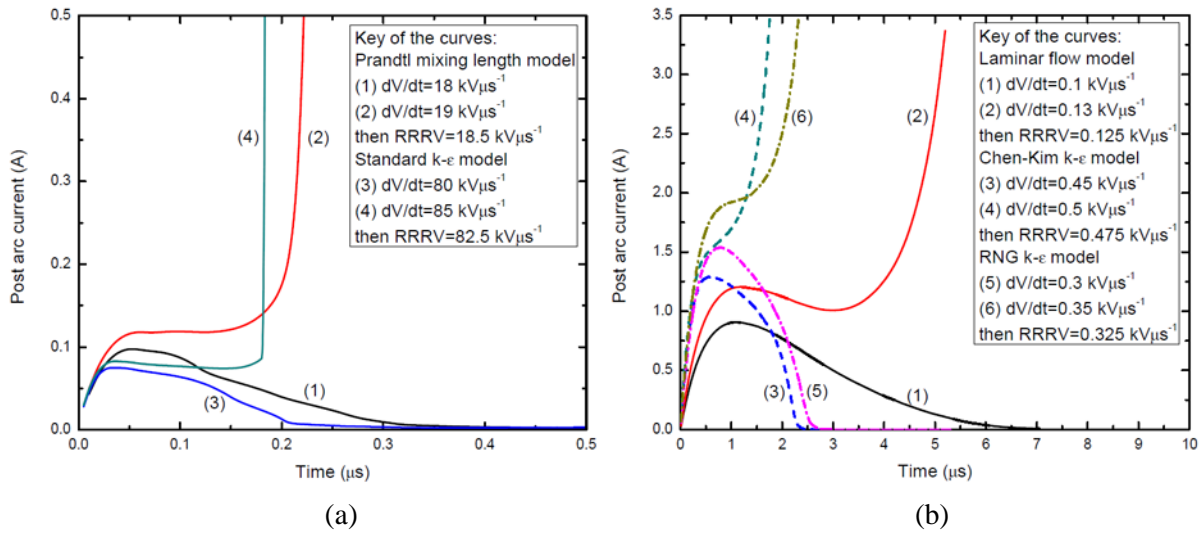 Key of the curves:
Prandtl mixing length model
(1) dV/dt=18 kVμs⁻¹
(2) dV/dt=19 kVμs⁻¹
then RRRV=18.5 kVμs⁻¹
Standard k-ε model
(3) dV/dt=80 kVμs⁻¹
(4) dV/dt=85 kVμs⁻¹
then RRRV=82.5 kVμs⁻¹
(4)
(2)
(1)
(3)
0.5
0.4
0.3
0.2
0.1
0.0
Post arc current (A)
0.0 0.1 0.2 0.3 0.4 0.5
Time (μs)
(a)
Key of the curves:
Laminar flow model
(1) dV/dt=0.1 kVμs⁻¹
(2) dV/dt=0.13 kVμs⁻¹
then RRRV=0.125 kVμs⁻¹
Chen-Kim k-ε model
(3) dV/dt=0.45 kVμs⁻¹
(4) dV/dt=0.5 kVμs⁻¹
then RRRV=0.475 kVμs⁻¹
RNG k-ε model
(5) dV/dt=0.3 kVμs⁻¹
(6) dV/dt=0.35 kVμs⁻¹
then RRRV=0.325 kVμs⁻¹
(4)
(6)
(2)
(3)
(5)
(1)
3.5
3.0
2.5
2.0
1.5
1.0
0.5
0.0
Post arc current (A)
0 1 2 3 4 5 6 7 8 9 10
Time (μs)
(b)